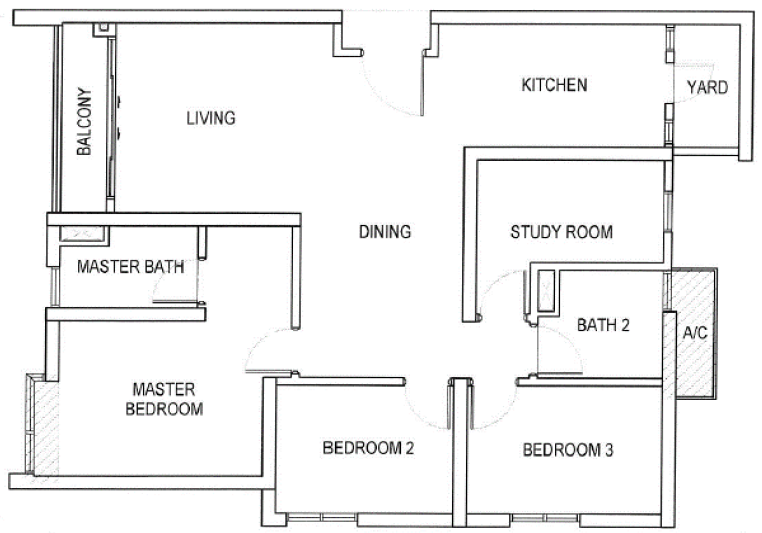 KITCHEN
YARD
BALCONY
LIVING
DINING
STUDY ROOM
MASTER BATH
BATH 2
A/C
MASTER
BEDROOM
BEDROOM 2
BEDROOM 3